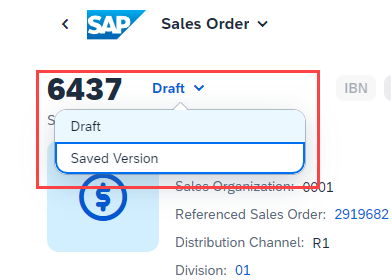 SAP Sales Order
6437 Draft IBN
Draft
Saved Version
Sales Organization: 0001
Referenced Sales Order: 2919682
Distribution Channel: R1
Division: 01